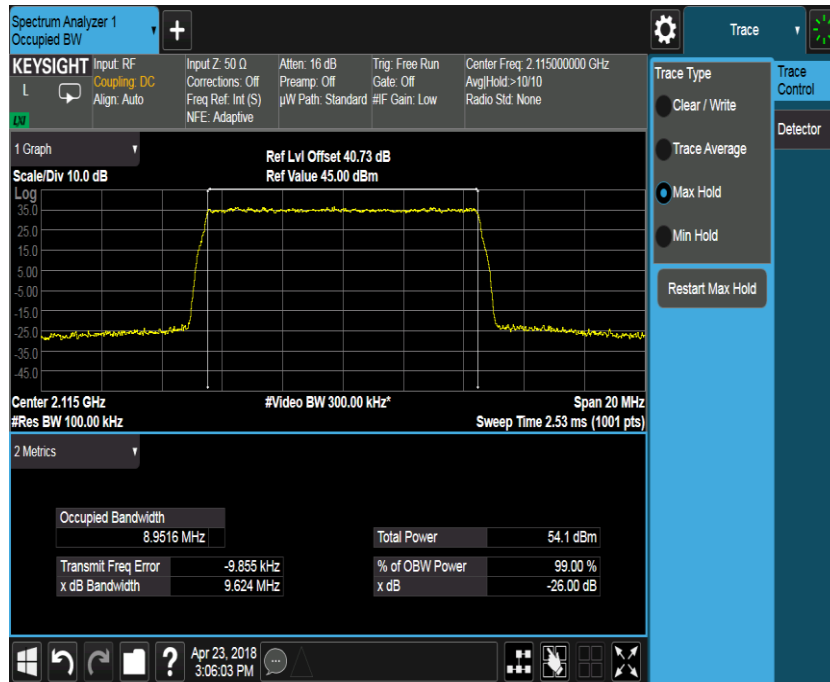 Spectrum Analyzer 1
Occupied BW
+
Trace
KEYSIGHT
L
LXI
Input: RF
Coupling: DC
Align: Auto
Input Z: 50 Ω
Corrections: Off
Freq Ref: Int (S)
NFE: Adaptive
Atten: 16 dB
Preamp: Off
µW Path: Standard
Trig: Free Run
Gate: Off
#IF Gain: Low
Center Freq: 2.115000000 GHz
Avg|Hold:>10/10
Radio Std: None
1 Graph
Scale/Div 10.0 dB
Ref Lvl Offset 40.73 dB
Ref Value 45.00 dBm
Log
35.0
25.0
15.0
5.00
-5.00
-15.0
-25.0
-35.0
-45.0
Center 2.115 GHz
#Res BW 100.00 kHz
#Video BW 300.00 kHz*
Span 20 MHz
Sweep Time 2.53 ms (1001 pts)
2 Metrics
Occupied Bandwidth
8.9516 MHz
Total Power 54.1 dBm
Transmit Freq Error -9.855 kHz
% of OBW Power 99.00 %
x dB Bandwidth 9.624 MHz
x dB -26.00 dB
Trace Type
Clear / Write
Trace Average
Max Hold
Min Hold
Restart Max Hold
Trace
Control
Detector
?
Apr 23, 2018
3:06:03 PM